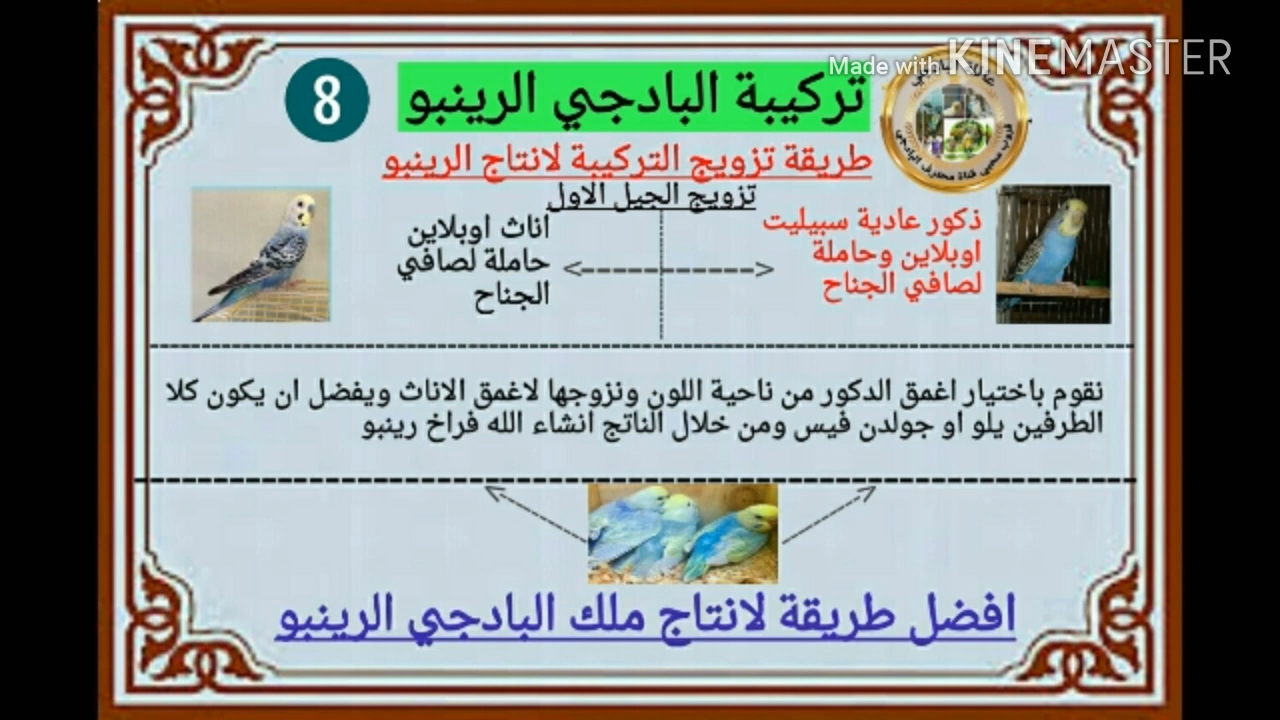 Made with KINEMASTER
8
تركيبة البادجي الرينبو
طريقة تزويج التركيبة لانتاج الرينبو
تزويج الجيل الاول
ذكور عادية سبيليت
اوبلاين وحاملة
لصافي الجناح
اناث اوبلاين
حاملة لصافي
الجناح
نقوم باختيار اغمق الدكور من ناحية اللون ونزوجها لاغمق الاناث ويفضل ان يكون كلا
الطرفين يلو او جولدن فيس ومن خلال الناتج انشاء الله فراخ رينبو
افضل طريقة لانتاج ملك البادجي الرينبو